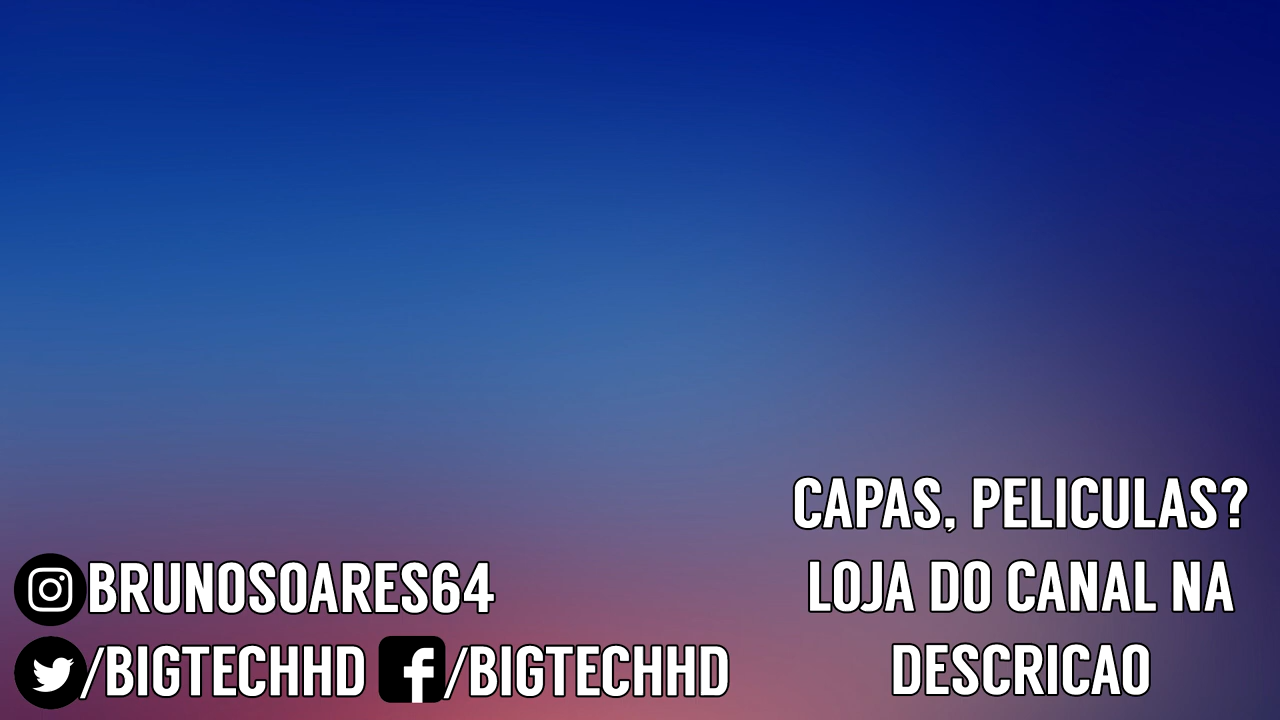 CAPAS, PELICULAS?
LOJA DO CANAL NA
DESCRICAO
BRUNOSOARES64
/BIGTECHHD /BIGTECHHD